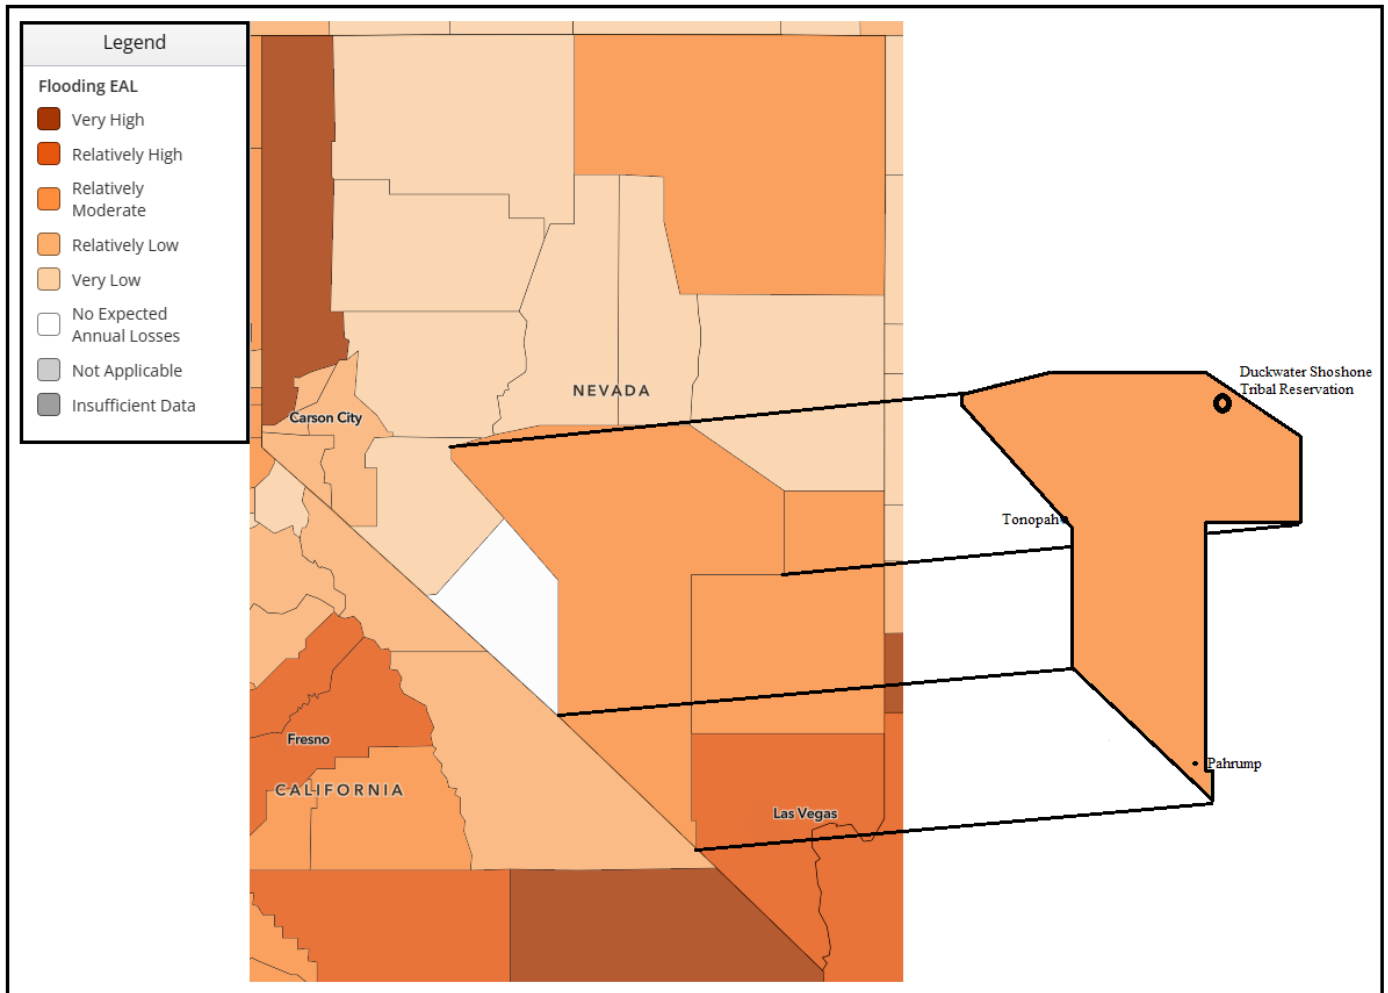 Legend
Flooding EAL
Very High
Relatively High
Relatively
Moderate
Relatively Low
Very Low
No Expected
Annual Losses
Not Applicable
Insufficient Data
NEVADA
Carson City
Fresno
CALIFORNIA
Las Vegas
Duckwater Shoshone
Tribal Reservation
Tonopah
Pahrump